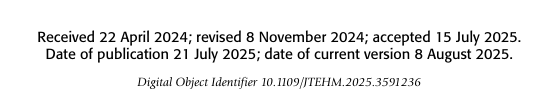 Received 22 April 2024; revised 8 November 2024; accepted 15 July 2025.
Date of publication 21 July 2025; date of current version 8 August 2025.
Digital Object Identifier 10.1109/JTEHM.2025.3591236